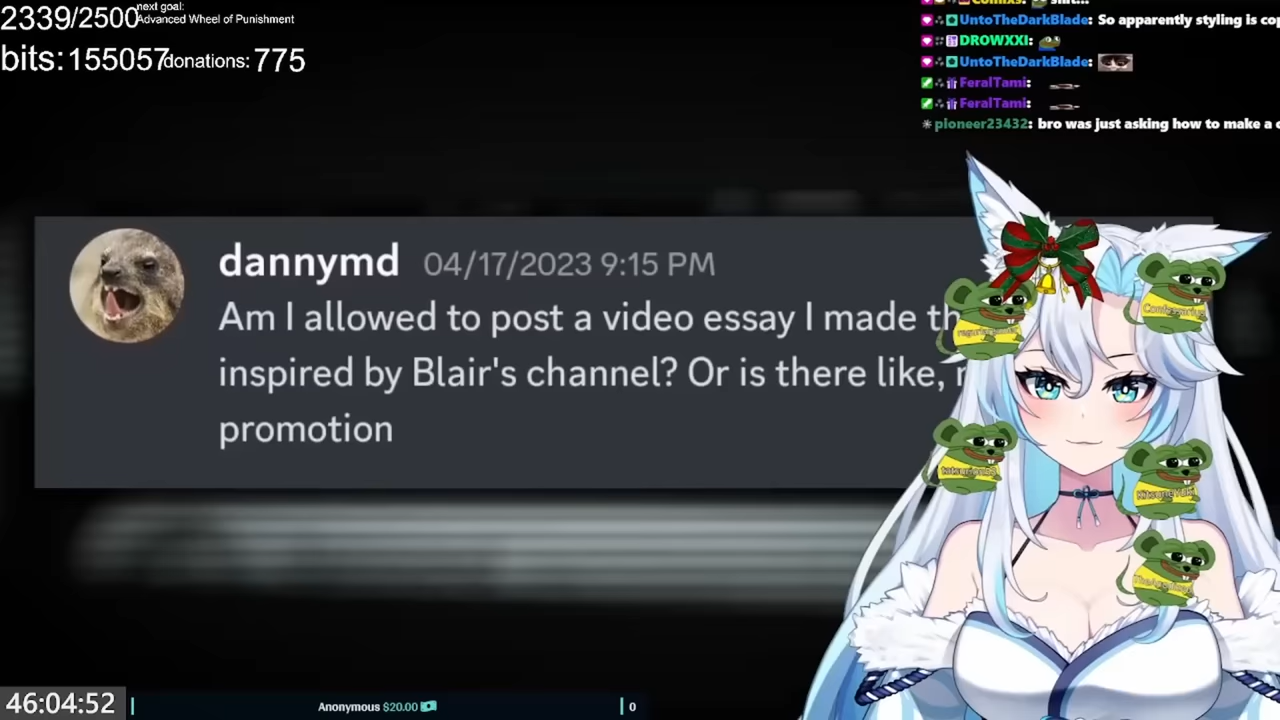 next goal:
2339/2500 Advanced Wheel of Punishment
bits:155057 donations: 775
UntoTheDarkBlade: So apparently styling is
DROWXXI:
UntoTheDarkBlade:
FeralTami:
FeralTami:
pioneer23432: bro was just asking how to make a
dannymd 04/17/2023 9:15 PM
Am I allowed to post a video essay I made
inspired by Blair's channel? Or is there like,
promotion
46:04:52
Anonymous $20.00
0